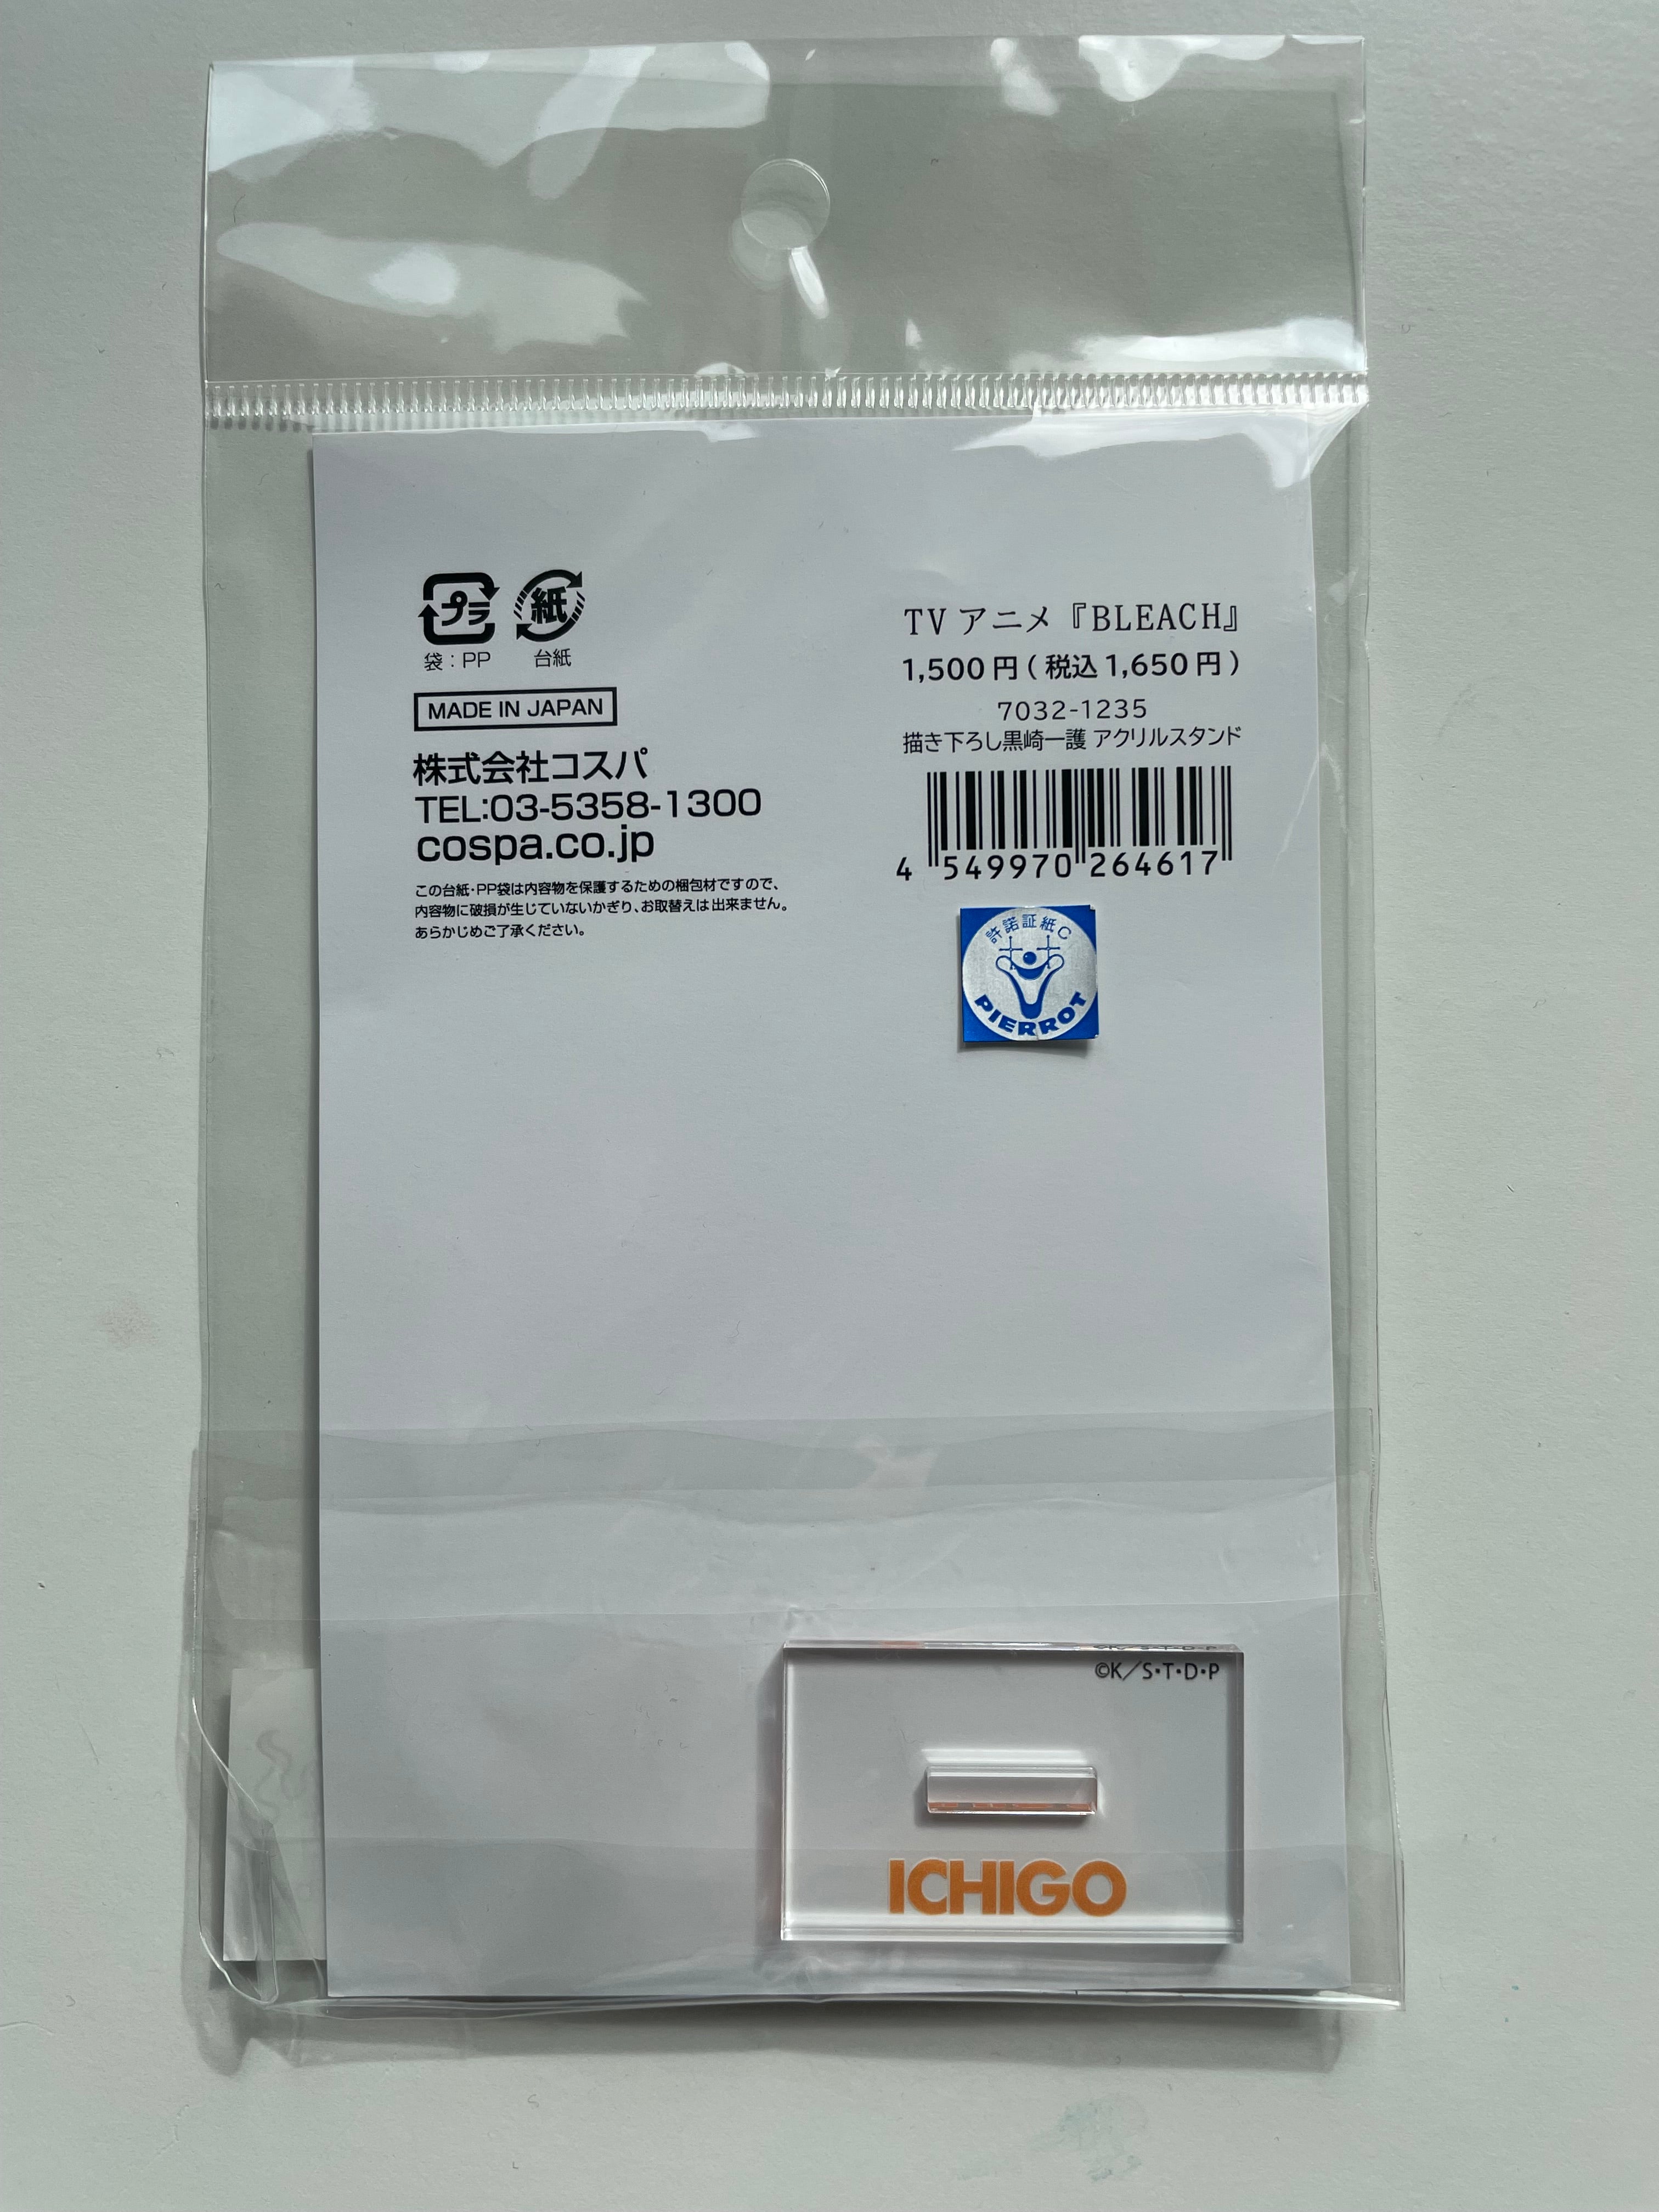 プラ
紙
袋：PP
台紙
MADE IN JAPAN
株式会社コスパ
TEL:03-5358-1300
cospa.co.jp
この台紙・PP袋は内容物を保護するための梱包材ですので、
内容物に破損が生じていないかぎり、お取替えは出来ません。
あらかじめご了承ください。
TVアニメ『BLEACH』
1,500円(税込1,650円)
7032-1235
描き下ろし黒崎一護 アクリルスタンド
4 549970 264617
許諾証紙C
PIERROT
©K／S・T・D・P
ICHIGO